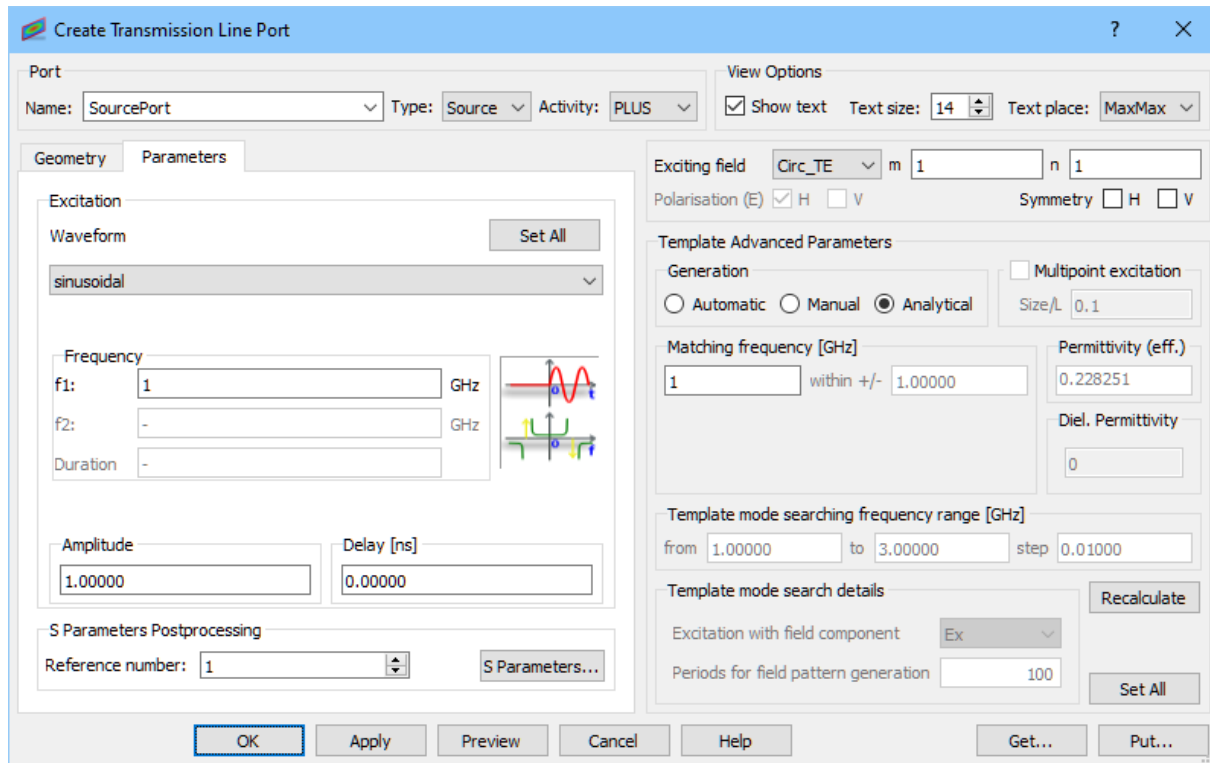 Create Transmission Line Port ?
Port
Name: SourcePort Type: Source Activity: PLUS
View Options
Show text Text size: 14 Text place: MaxMax
Geometry Parameters
Excitation
Waveform Set All
sinusoidal
Frequency
f1: 1 GHz
f2: - GHz
Duration -
o t
o f
Amplitude
1.00000
Delay [ns]
0.00000
S Parameters Postprocessing
Reference number: 1 S Parameters...
Exciting field Circ_TE m 1 n 1
Polarisation (E) H V Symmetry H V
Template Advanced Parameters
Generation
Automatic Manual Analytical
Multipoint excitation
Size/L 0.1
Matching frequency [GHz]
1 within +/- 1.00000
Permittivity (eff.)
0.228251
Diel. Permittivity
0
Template mode searching frequency range [GHz]
from 1.00000 to 3.00000 step 0.01000
Template mode search details
Excitation with field component Ex
Periods for field pattern generation 100
Recalculate
Set All
OK Apply Preview Cancel Help Get... Put...